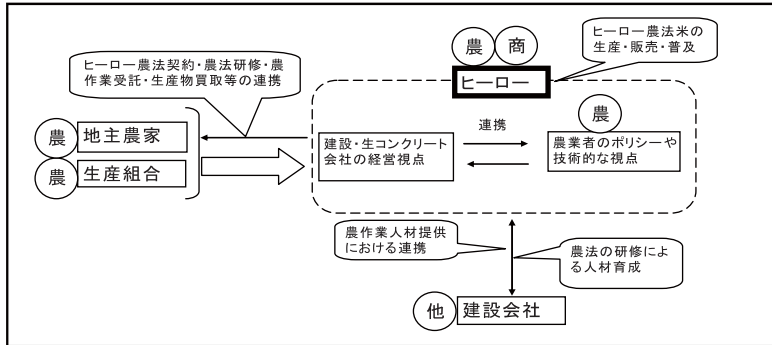 ヒーロー農法契約・農法研修・農
作業受託・生産物買取等の連携
農
商
ヒーロー
ヒーロー農法米の
生産・販売・普及
農
地主農家
農
生産組合
建設・生コンクリート
会社の経営視点
連携
農
農業者のポリシーや
技術的な視点
農作業人材提供
における連携
農法の研修によ
る人材育成
他
建設会社